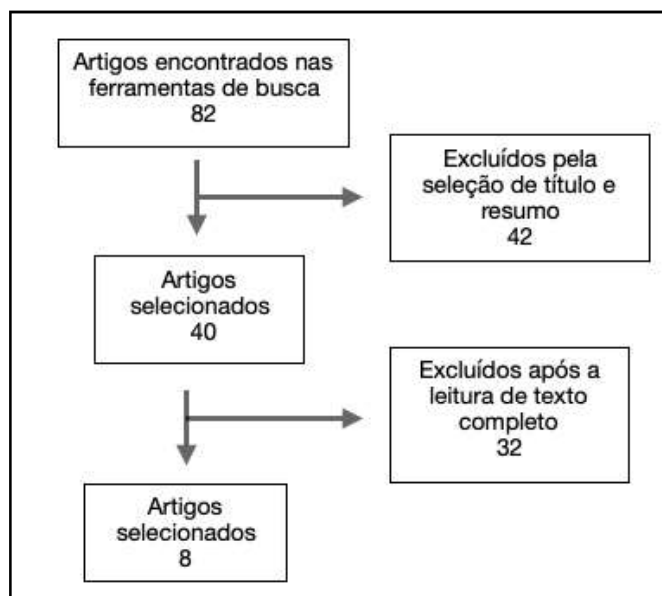 Artigos encontrados nas
ferramentas de busca
82
Excluídos pela
seleção de título e
resumo
42
Artigos
selecionados
40
Excluídos após a
leitura de texto
completo
32
Artigos
selecionados
8